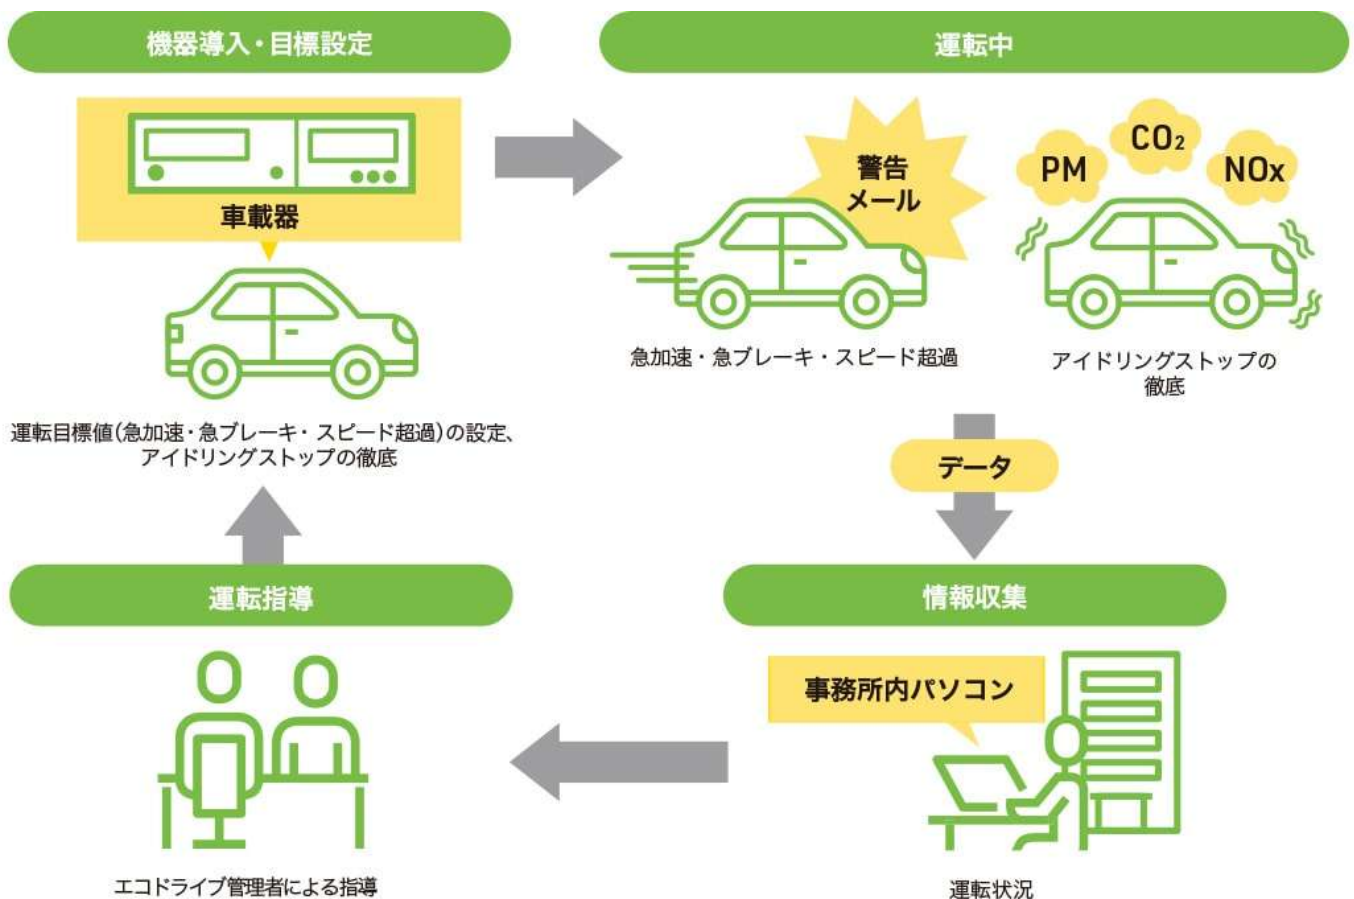 機器導入・目標設定
車載器
運転目標値(急加速・急ブレーキ・スピード超過)の設定、
アイドリングストップの徹底
運転中
警告
メール
急加速・急ブレーキ・スピード超過
PM
CO₂
NOx
アイドリングストップの
徹底
データ
情報収集
事務所内パソコン
運転状況
運転指導
エコドライブ管理者による指導